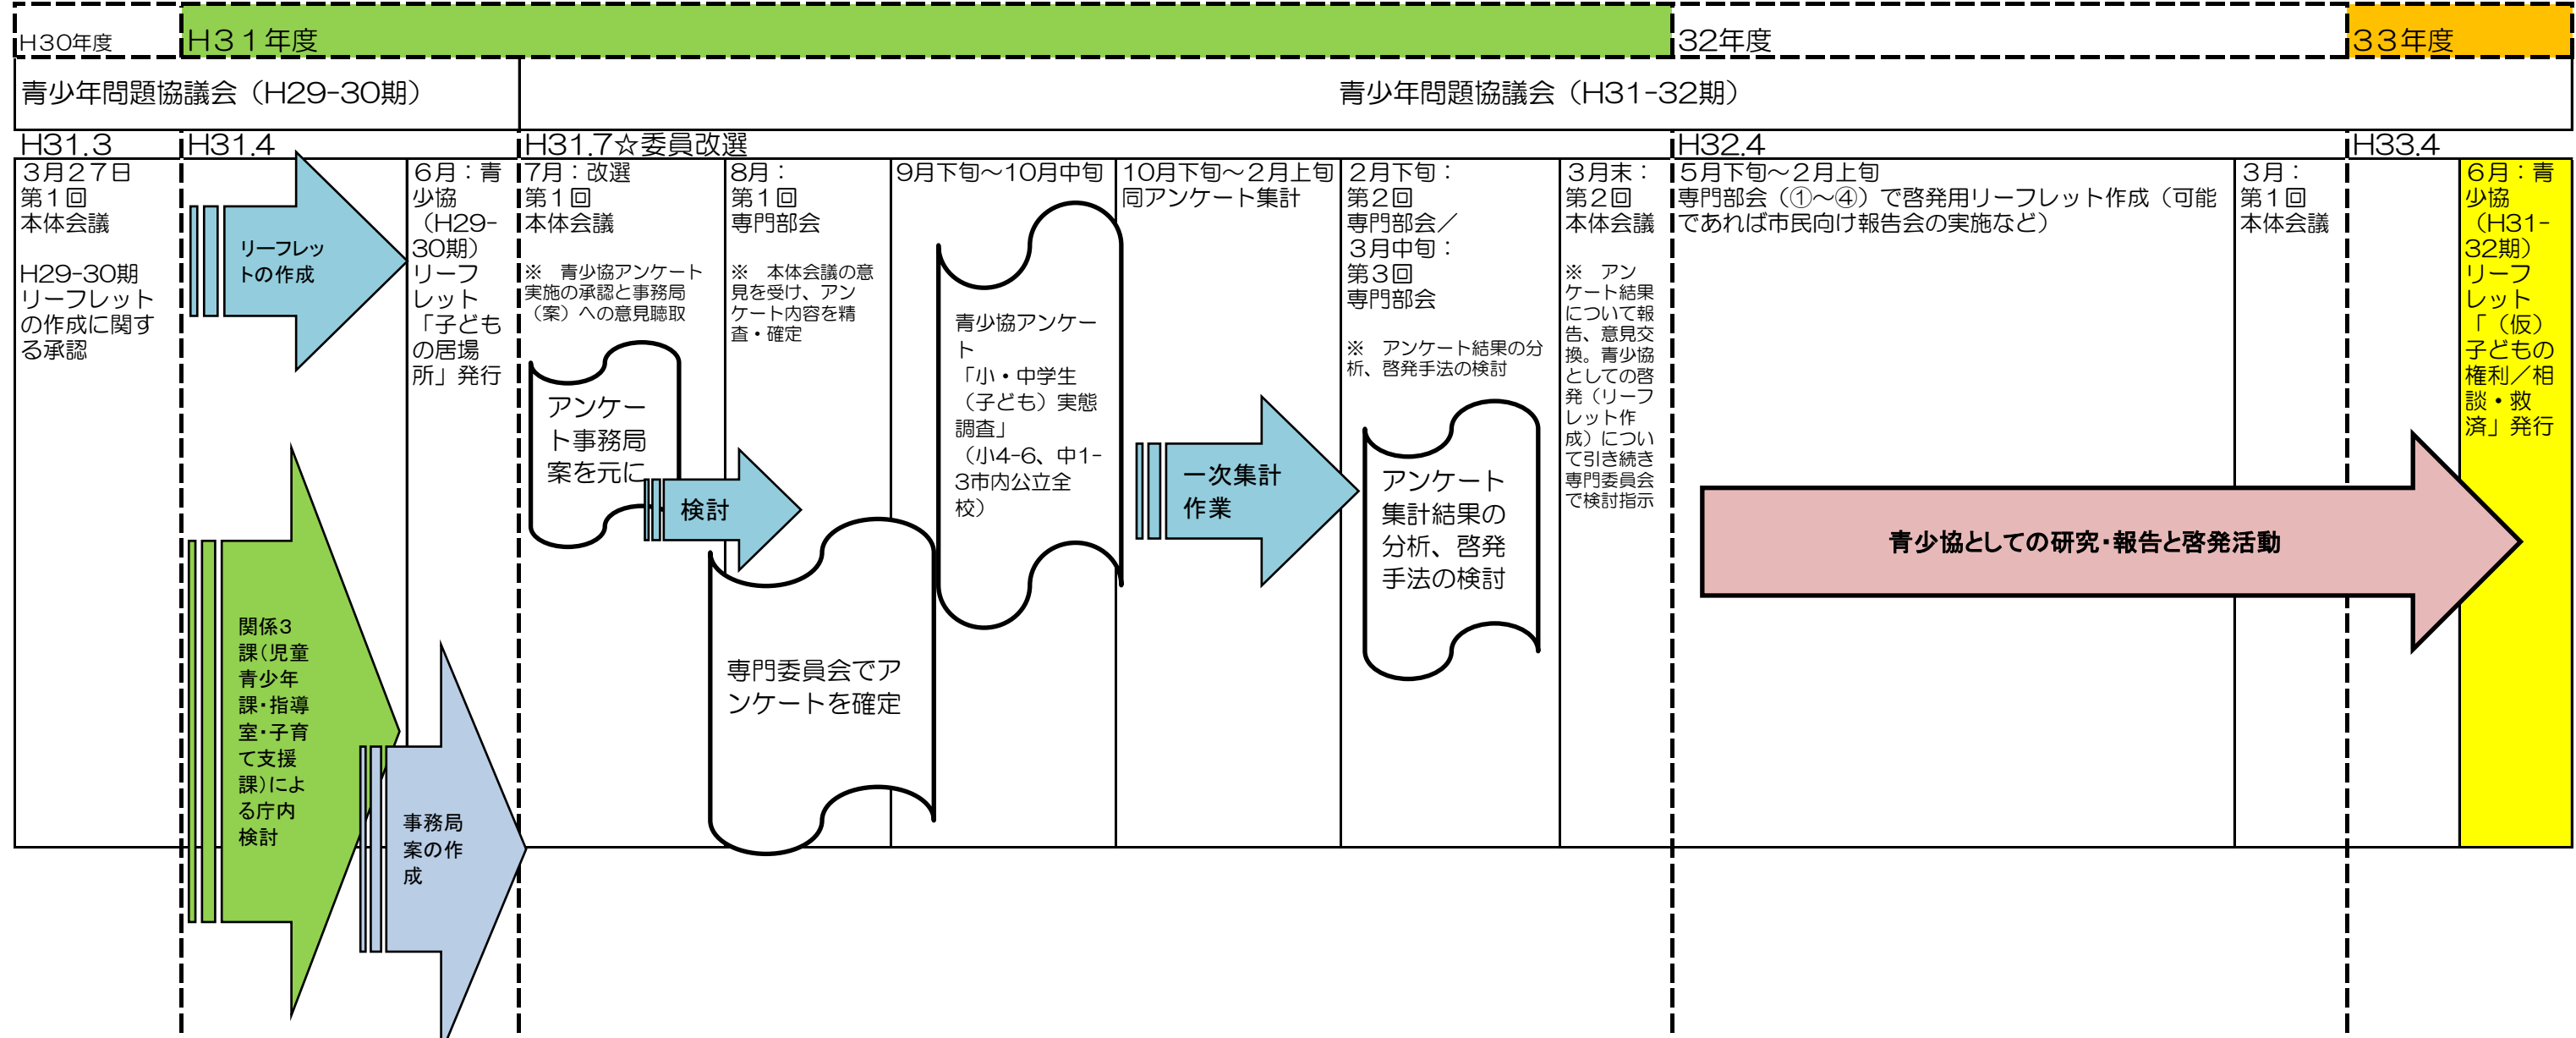 H30年度
H31年度
32年度
33年度
青少年問題協議会（H29-30期）
青少年問題協議会（H31-32期）
H31.3
H31.4
H31.7☆委員改選
H32.4
H33.4
3月27日
第1回
本体会議
H29-30期
リーフレット
の作成に関す
る承認
リーフレッ
トの作成
関係3
課(児童
青少年
課・指導
室・子育
て支援
課)によ
る庁内
検討
6月：青
少協
（H29-
30期）
リーフ
レット
「子ども
の居場
所」発行
事務局
案の作
成
7月：改選
第1回
本体会議
※　青少協アンケート
実施の承認と事務局
（案）への意見聴取
アンケー
ト事務局
案を元に
検討
8月：
第1回
専門部会
※　本体会議の意
見を受け、アン
ケート内容を精
査・確定
専門委員会でア
ンケートを確定
9月下旬～10月中旬
青少協アンケー
ト
「小・中学生
（子ども）実態
調査」
（小4-6、中1-
3市内公立全
校）
10月下旬～2月上旬
同アンケート集計
一次集計
作業
2月下旬：
第2回
専門部会／
3月中旬：
第3回
専門部会
※　アンケート結果の分
析、啓発手法の検討
アンケート
集計結果の
分析、啓発
手法の検討
3月末：
第2回
本体会議
※　アン
ケート結果
について報
告、意見交
換。青少協
としての啓
発（リーフ
レット作
成）につい
て引き続き
専門委員会
で検討指示
5月下旬～2月上旬
専門部会（①～④）で啓発用リーフレット作成（可能
であれば市民向け報告会の実施など）
青少協としての研究・報告と啓発活動
3月：
第1回
本体会議
6月：青
少協
（H31-
32期）
リーフ
レット
「（仮）
子どもの
権利／相
談・救
済」発行